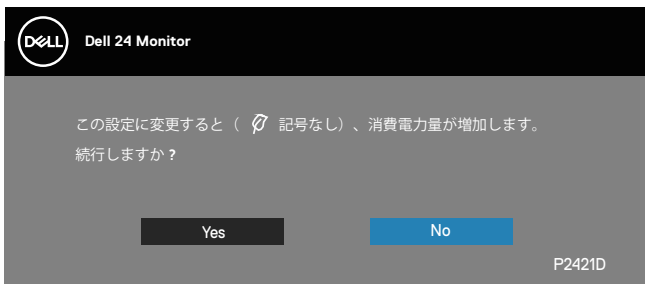 DELL
Dell 24 Monitor
この設定に変更すると（ 記号なし）、消費電力量が増加します。
続行しますか ?
Yes
No
P2421D